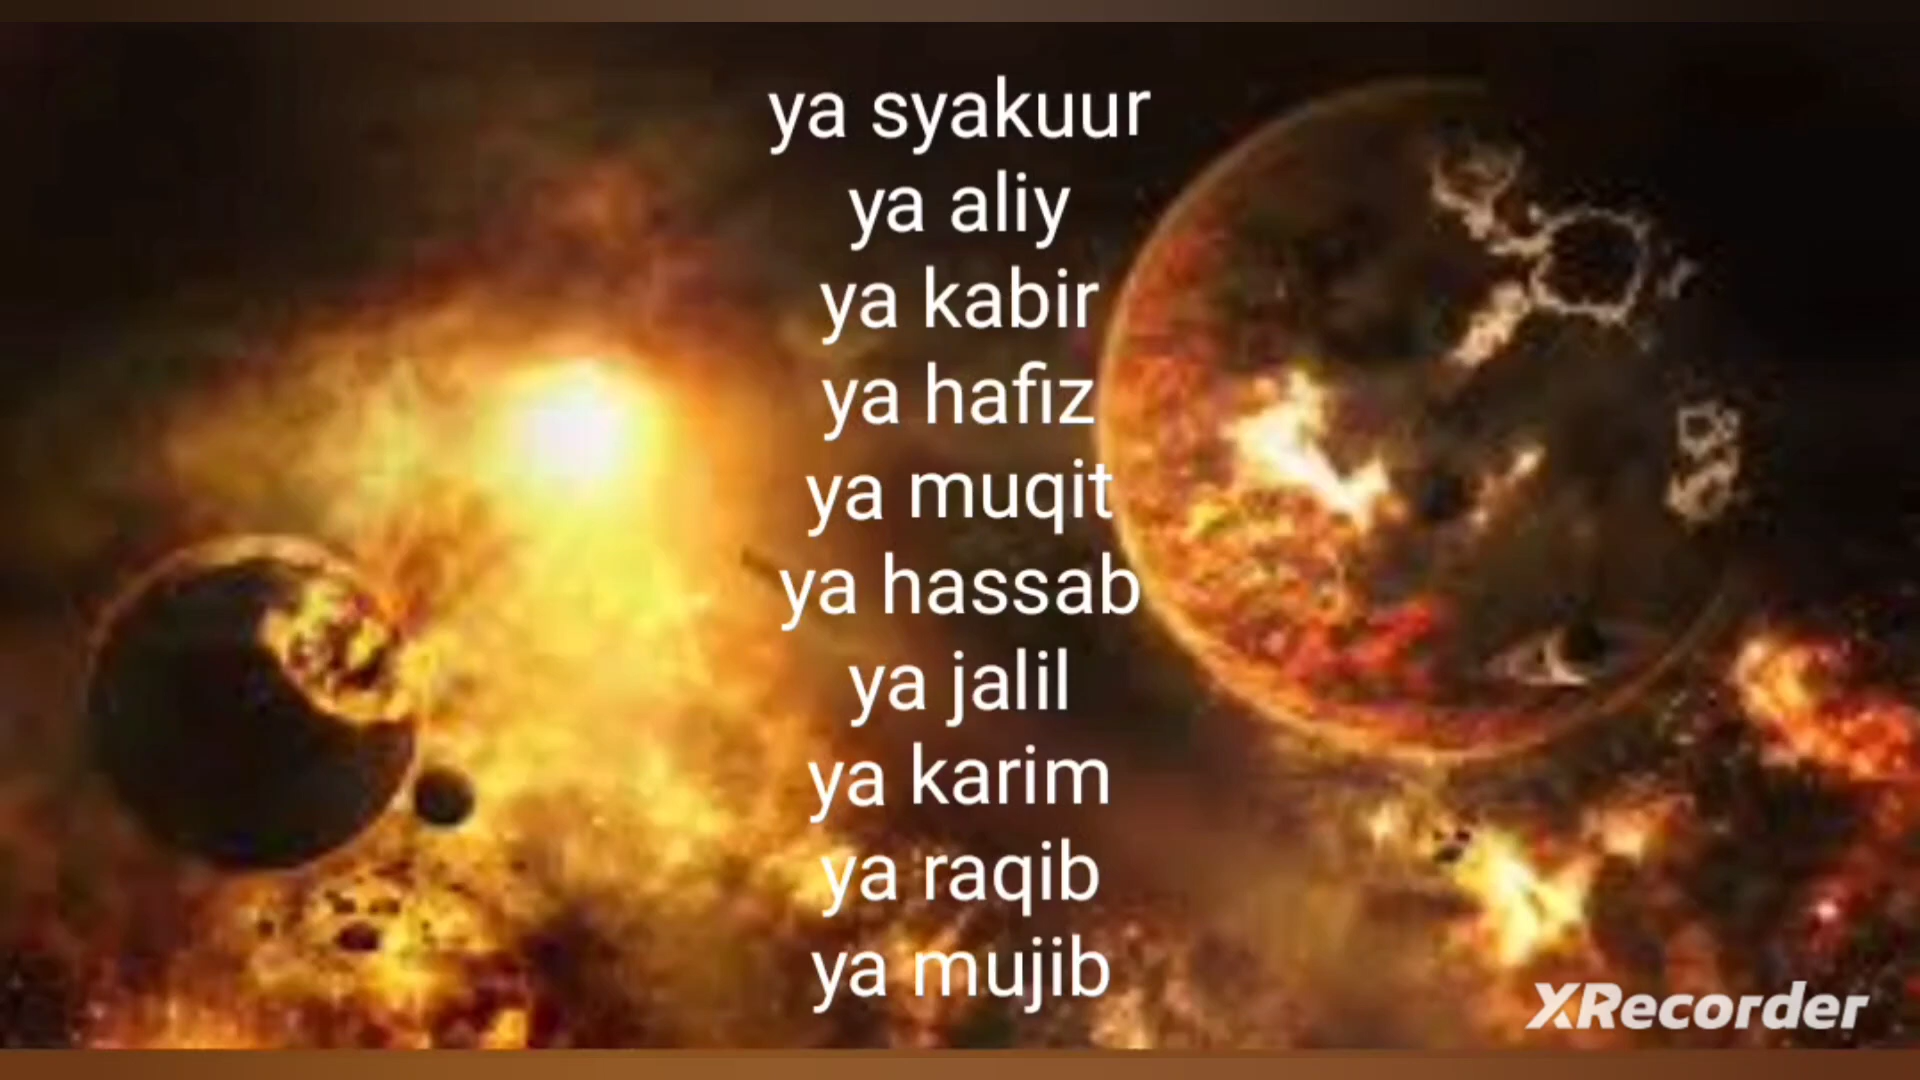 ya syakuur
ya aliy
ya kabir
ya hafiz
ya muqit
ya hassab
ya jalil
ya karim
ya raqib
ya mujib
XRecorder